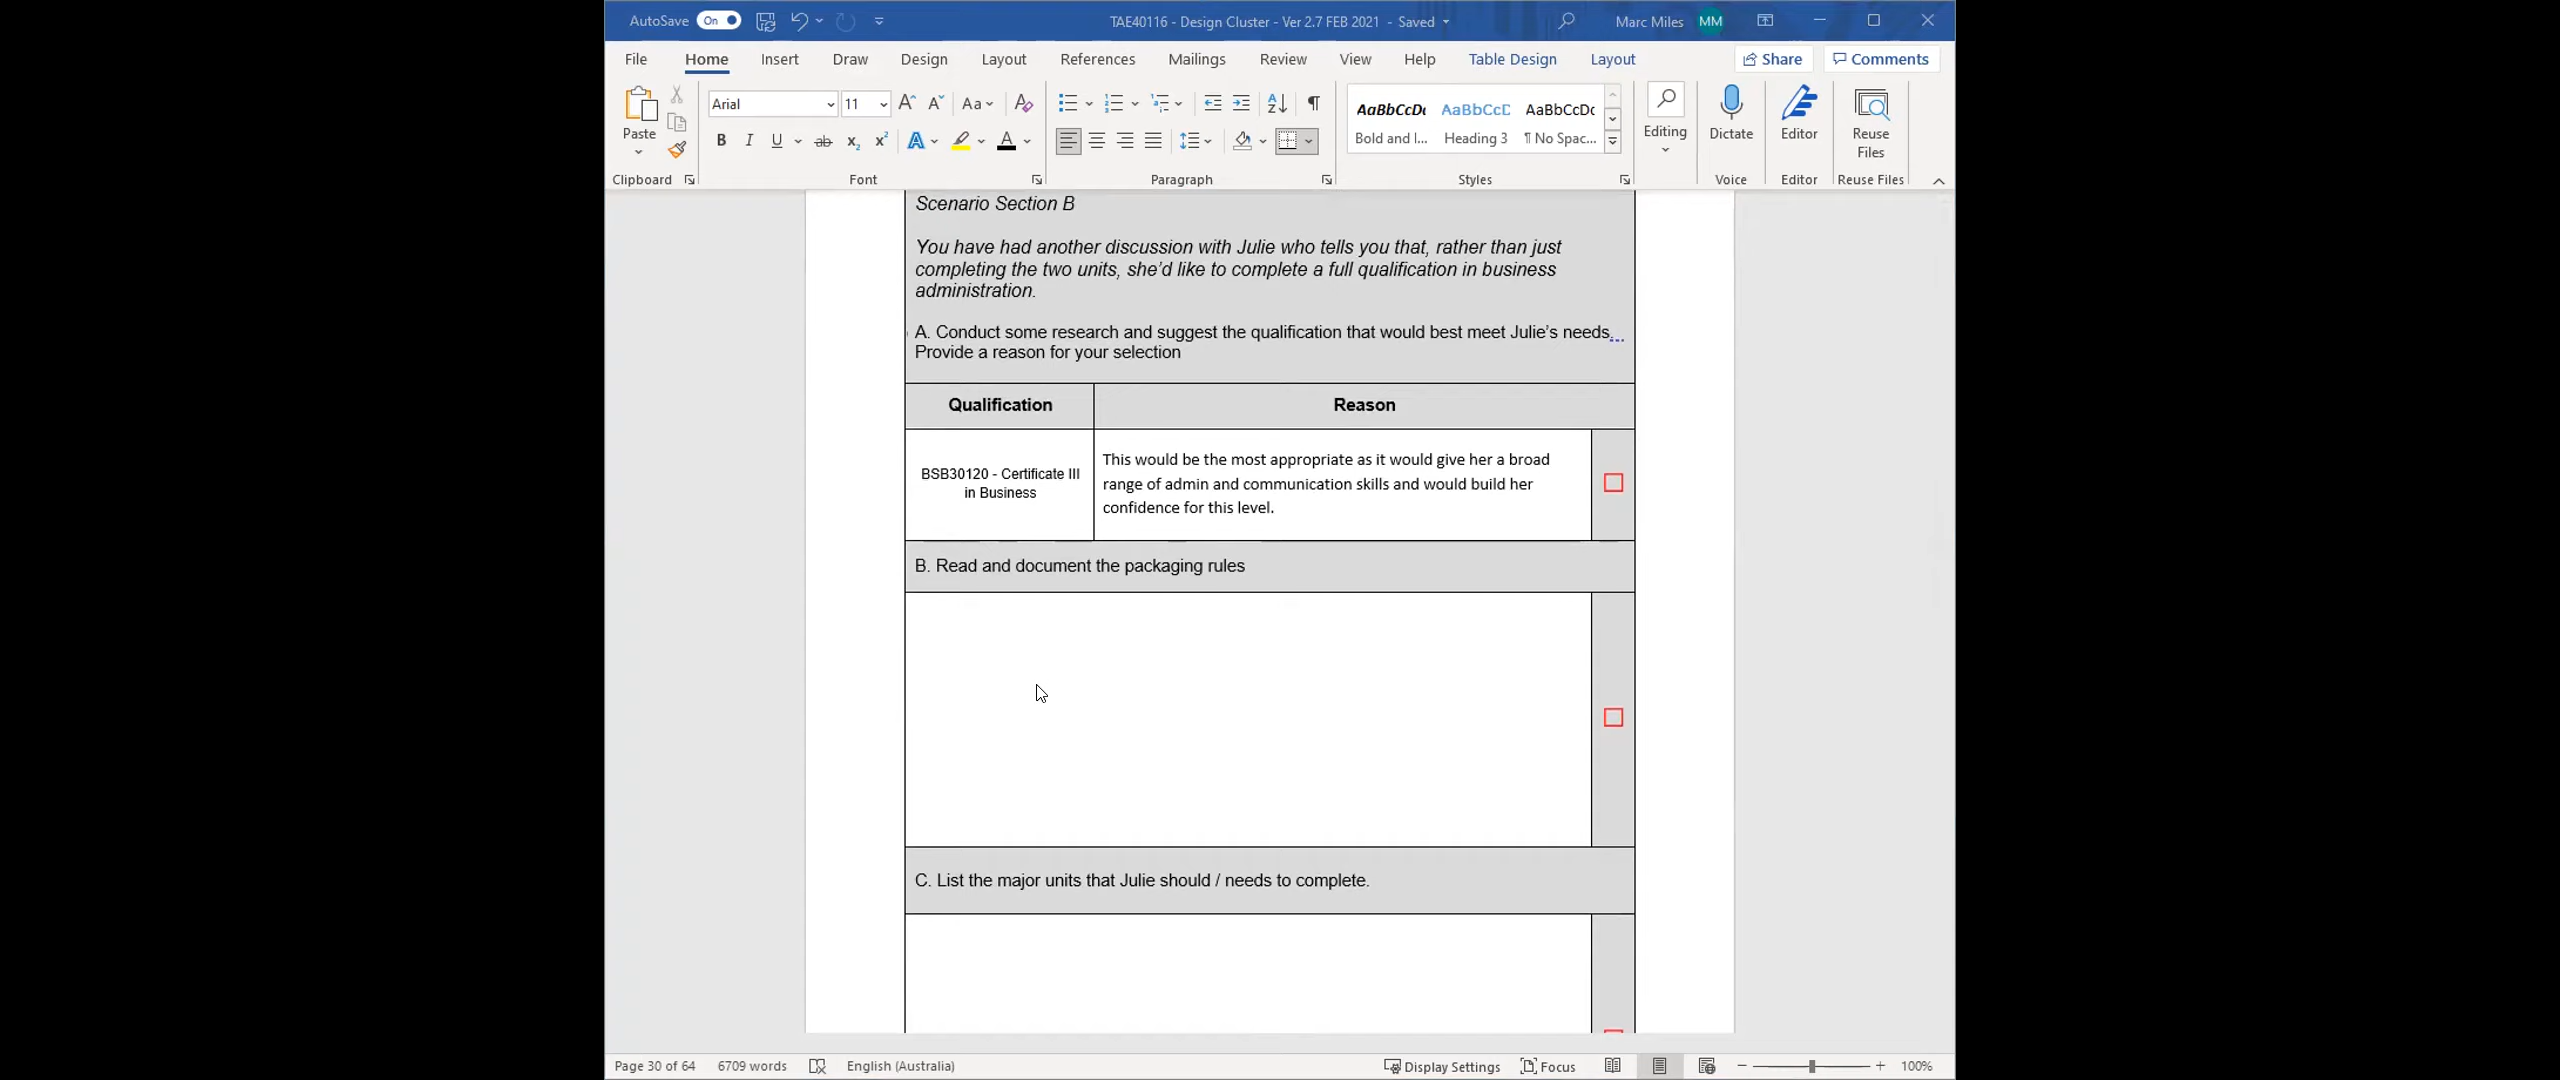 AutoSave On TAE40116 - Design Cluster - Ver 2.7 FEB 2021 - Saved Marc Miles MM
File Home Insert Draw Design Layout References Mailings Review View Help Table Design Layout Share Comments
Paste
Arial 11 Aa
AaBbCcDc AaBbCcD AaBbCcDc
Bold and I... Heading 3 ¶ No Spac...
Editing Dictate Editor Reuse Files
Clipboard Font Paragraph Styles Voice Editor Reuse Files
Scenario Section B
You have had another discussion with Julie who tells you that, rather than just
completing the two units, she’d like to complete a full qualification in business
administration.
A. Conduct some research and suggest the qualification that would best meet Julie’s needs.
Provide a reason for your selection
Qualification Reason
BSB30120 - Certificate III
in Business
This would be the most appropriate as it would give her a broad
range of admin and communication skills and would build her
confidence for this level.
B. Read and document the packaging rules
C. List the major units that Julie should / needs to complete.
Page 30 of 64 6709 words English (Australia) Display Settings Focus 100%